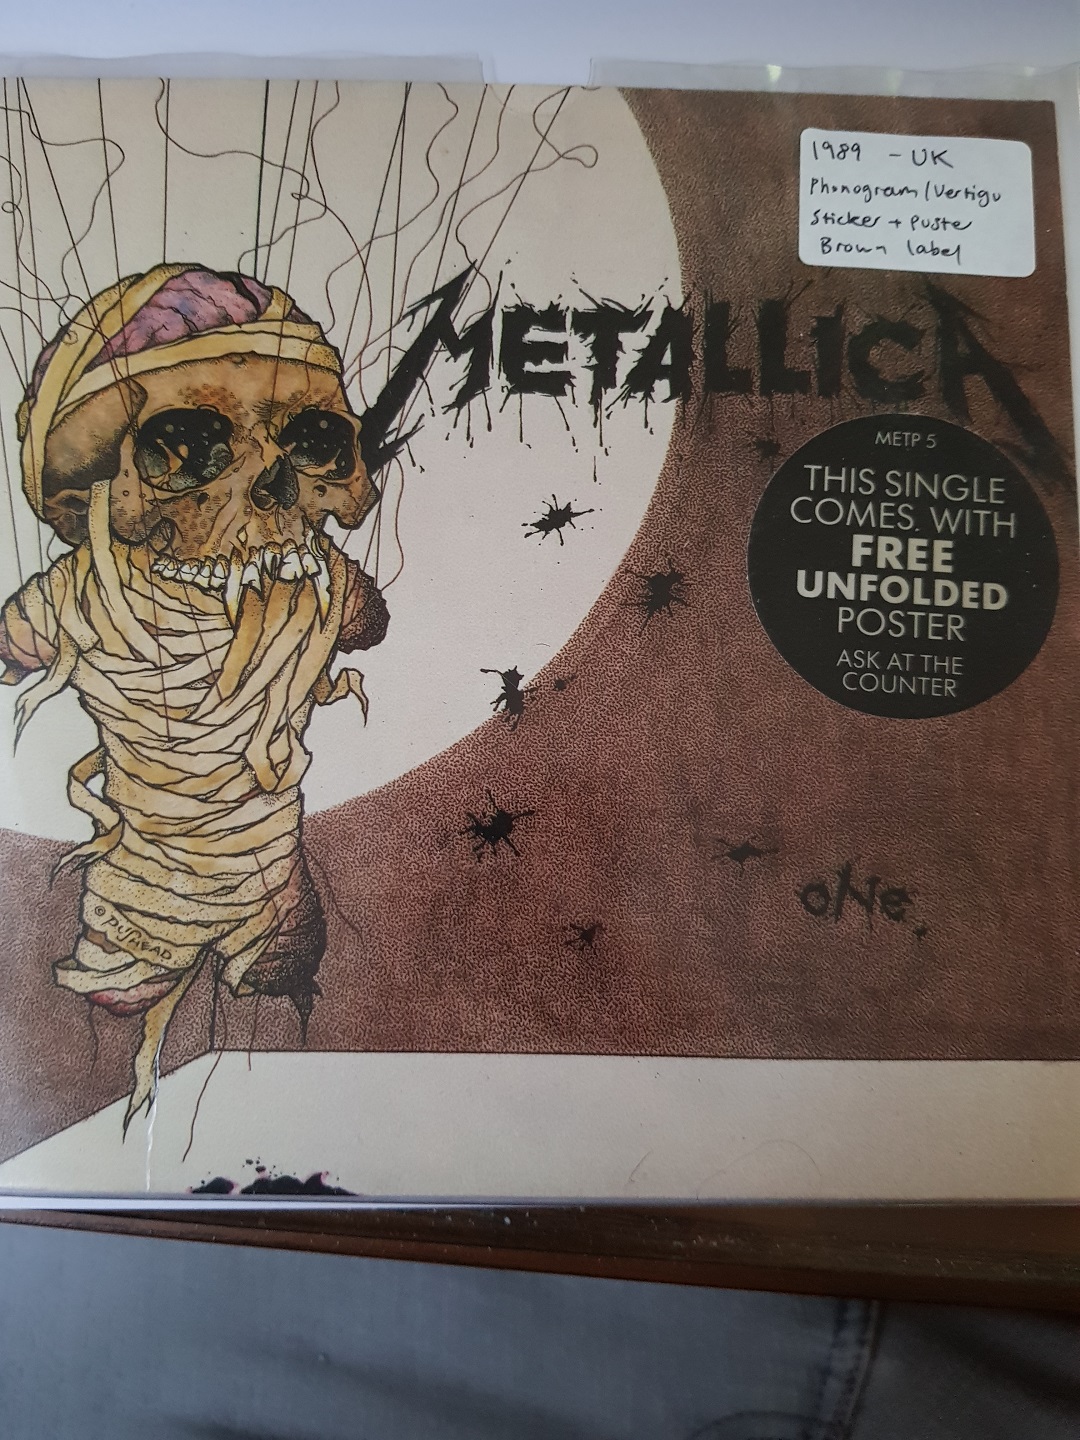 1989 - UK
Phonogram/Vertigo
Sticker + Poster
Brown label
METALLICA
METP 5
THIS SINGLE
COMES. WITH
FREE
UNFOLDED
POSTER
ASK AT THE
COUNTER
oNe
© PUSHEAD